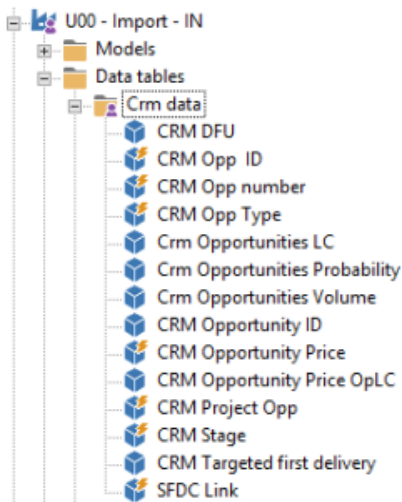 U00 - Import - IN
Models
Data tables
Crm data
CRM DFU
CRM Opp  ID
CRM Opp number
CRM Opp Type
Crm Opportunities LC
Crm Opportunities Probability
Crm Opportunities Volume
CRM Opportunity ID
CRM Opportunity Price
CRM Opportunity Price OpLC
CRM Project Opp
CRM Stage
CRM Targeted first delivery
SFDC Link